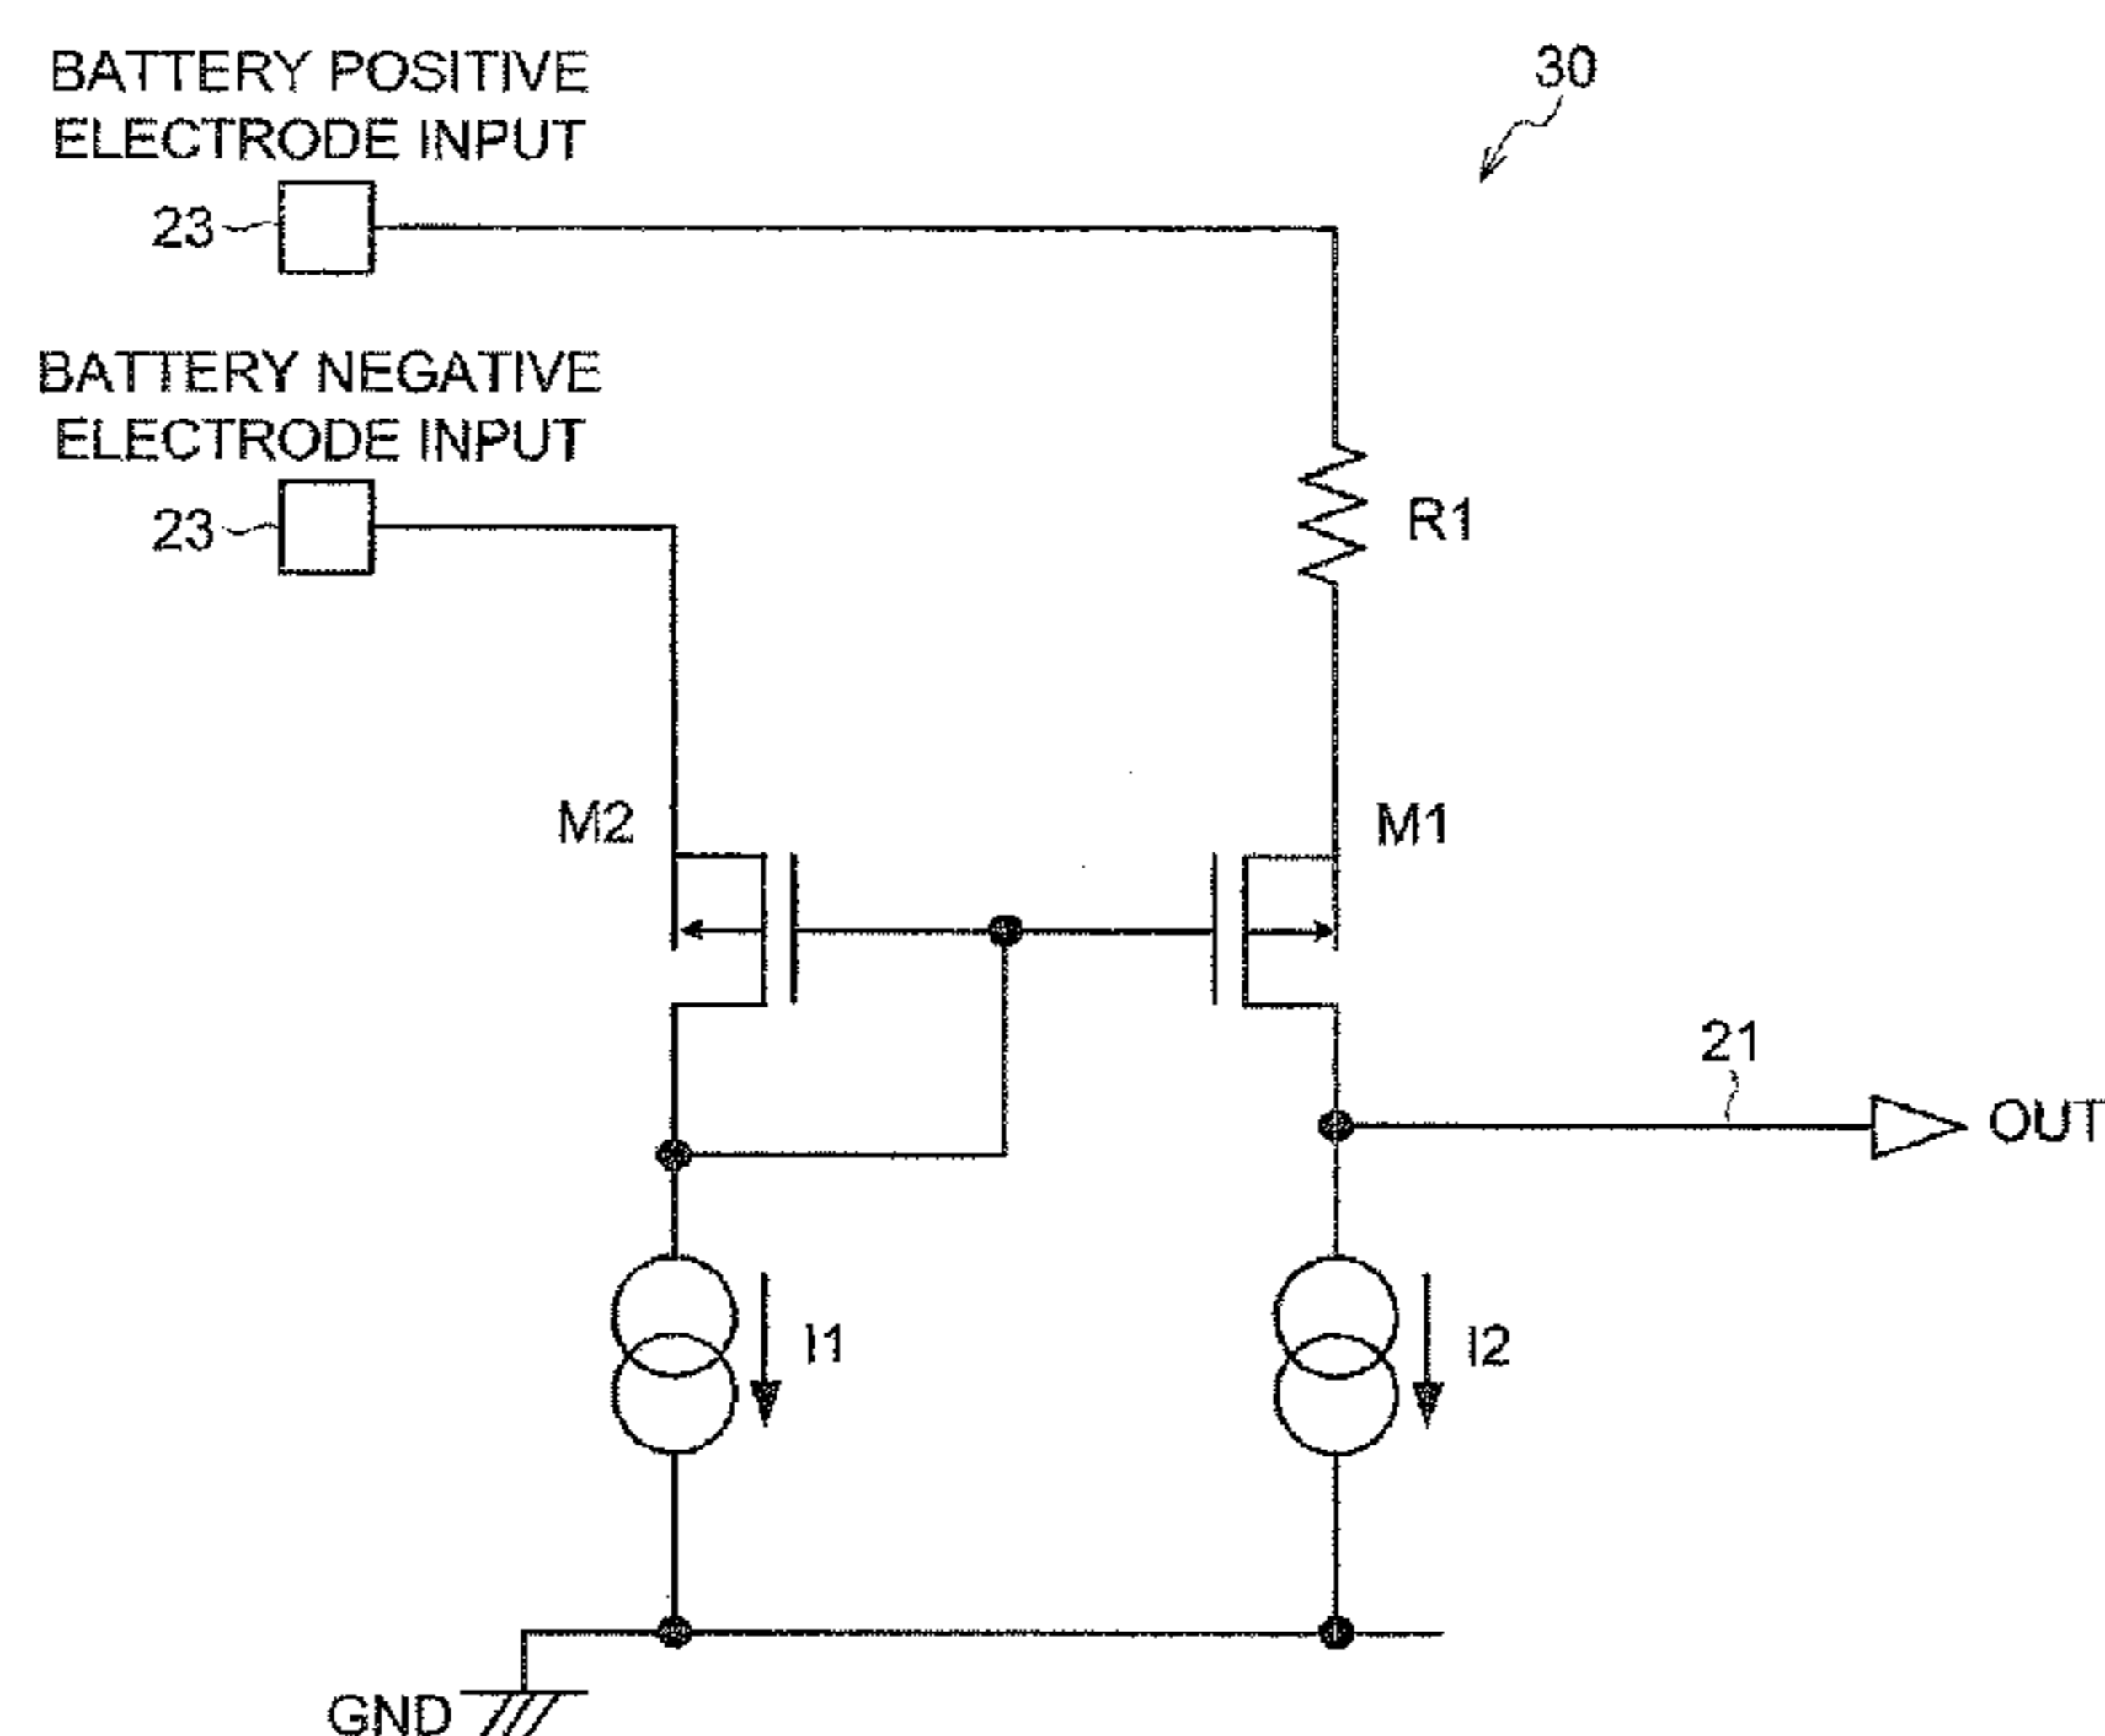 BATTERY POSITIVE
ELECTRODE INPUT
30
23
BATTERY NEGATIVE
ELECTRODE INPUT
23
R1
M2
M1
21
OUT
I1
I2
GND